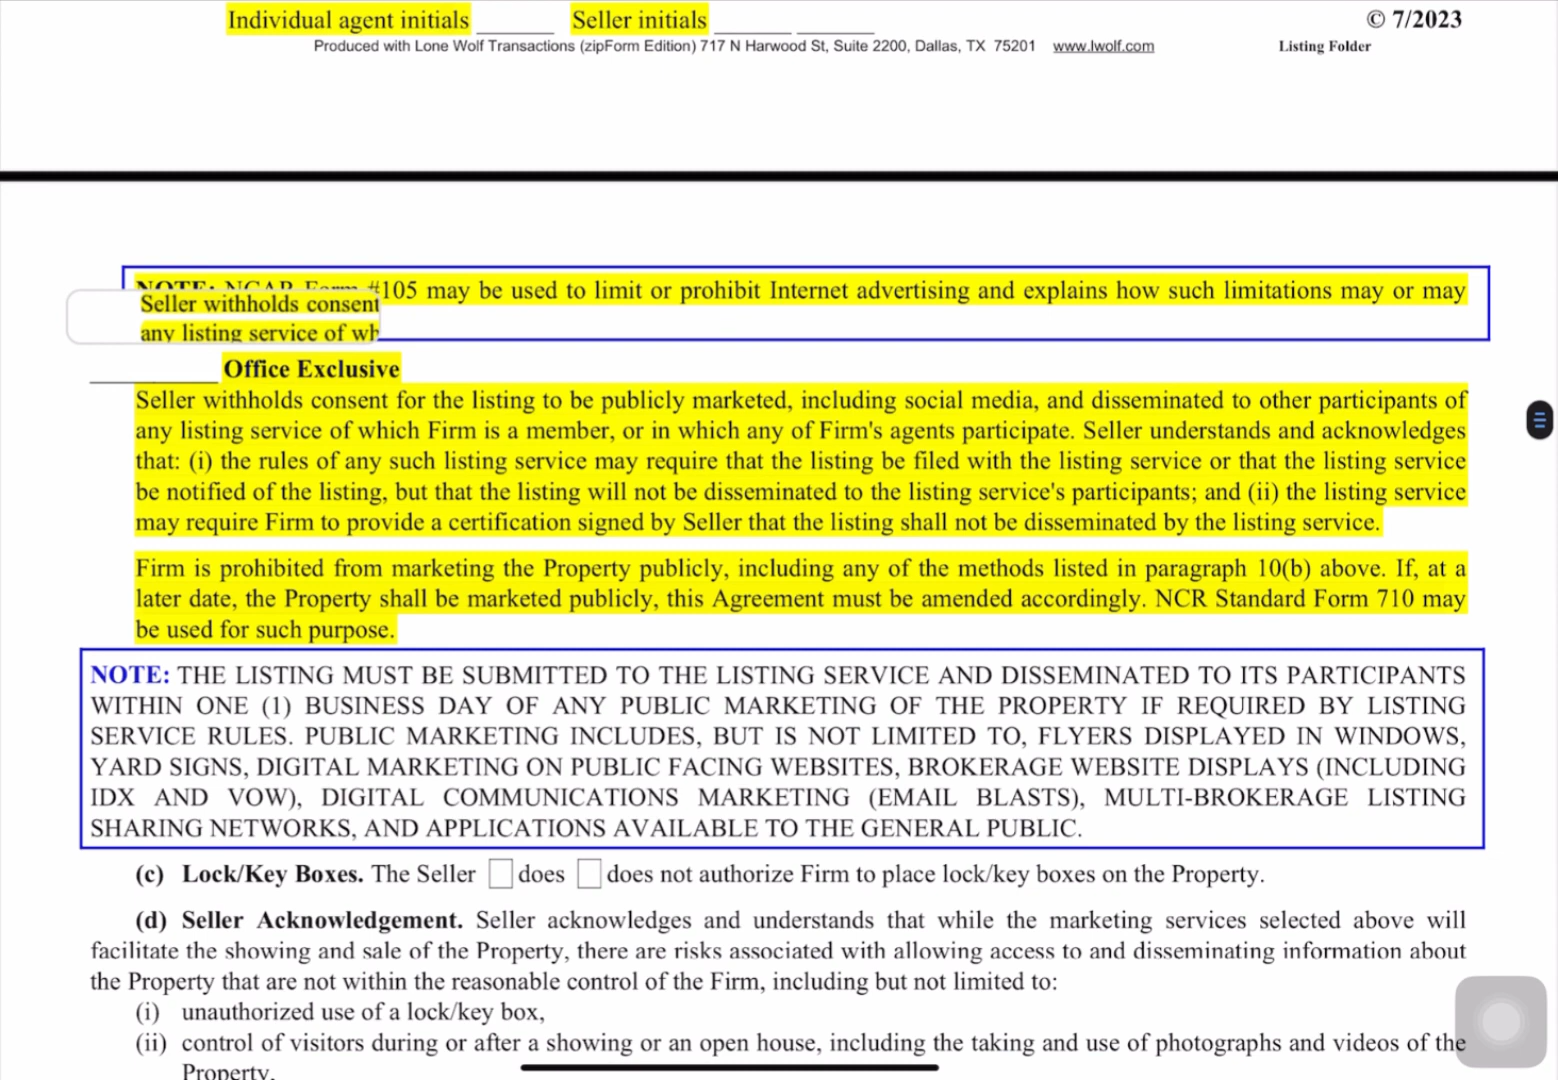 Individual agent initials ________ Seller initials ________ ________ © 7/2023
Produced with Lone Wolf Transactions (zipForm Edition) 717 N Harwood St, Suite 2200, Dallas, TX 75201 www.lwolf.com Listing Folder
NOTE: NCAR Form #105 may be used to limit or prohibit Internet advertising and explains how such limitations may or may
Seller withholds consent
any listing service of wh
____________ Office Exclusive
Seller withholds consent for the listing to be publicly marketed, including social media, and disseminated to other participants of
any listing service of which Firm is a member, or in which any of Firm's agents participate. Seller understands and acknowledges
that: (i) the rules of any such listing service may require that the listing be filed with the listing service or that the listing service
be notified of the listing, but that the listing will not be disseminated to the listing service's participants; and (ii) the listing service
may require Firm to provide a certification signed by Seller that the listing shall not be disseminated by the listing service.
Firm is prohibited from marketing the Property publicly, including any of the methods listed in paragraph 10(b) above. If, at a
later date, the Property shall be marketed publicly, this Agreement must be amended accordingly. NCR Standard Form 710 may
be used for such purpose.
NOTE: THE LISTING MUST BE SUBMITTED TO THE LISTING SERVICE AND DISSEMINATED TO ITS PARTICIPANTS
WITHIN ONE (1) BUSINESS DAY OF ANY PUBLIC MARKETING OF THE PROPERTY IF REQUIRED BY LISTING
SERVICE RULES. PUBLIC MARKETING INCLUDES, BUT IS NOT LIMITED TO, FLYERS DISPLAYED IN WINDOWS,
YARD SIGNS, DIGITAL MARKETING ON PUBLIC FACING WEBSITES, BROKERAGE WEBSITE DISPLAYS (INCLUDING
IDX AND VOW), DIGITAL COMMUNICATIONS MARKETING (EMAIL BLASTS), MULTI-BROKERAGE LISTING
SHARING NETWORKS, AND APPLICATIONS AVAILABLE TO THE GENERAL PUBLIC.
(c) Lock/Key Boxes. The Seller does does not authorize Firm to place lock/key boxes on the Property.
(d) Seller Acknowledgement. Seller acknowledges and understands that while the marketing services selected above will
facilitate the showing and sale of the Property, there are risks associated with allowing access to and disseminating information about
the Property that are not within the reasonable control of the Firm, including but not limited to:
(i) unauthorized use of a lock/key box,
(ii) control of visitors during or after a showing or an open house, including the taking and use of photographs and videos of the
Property,